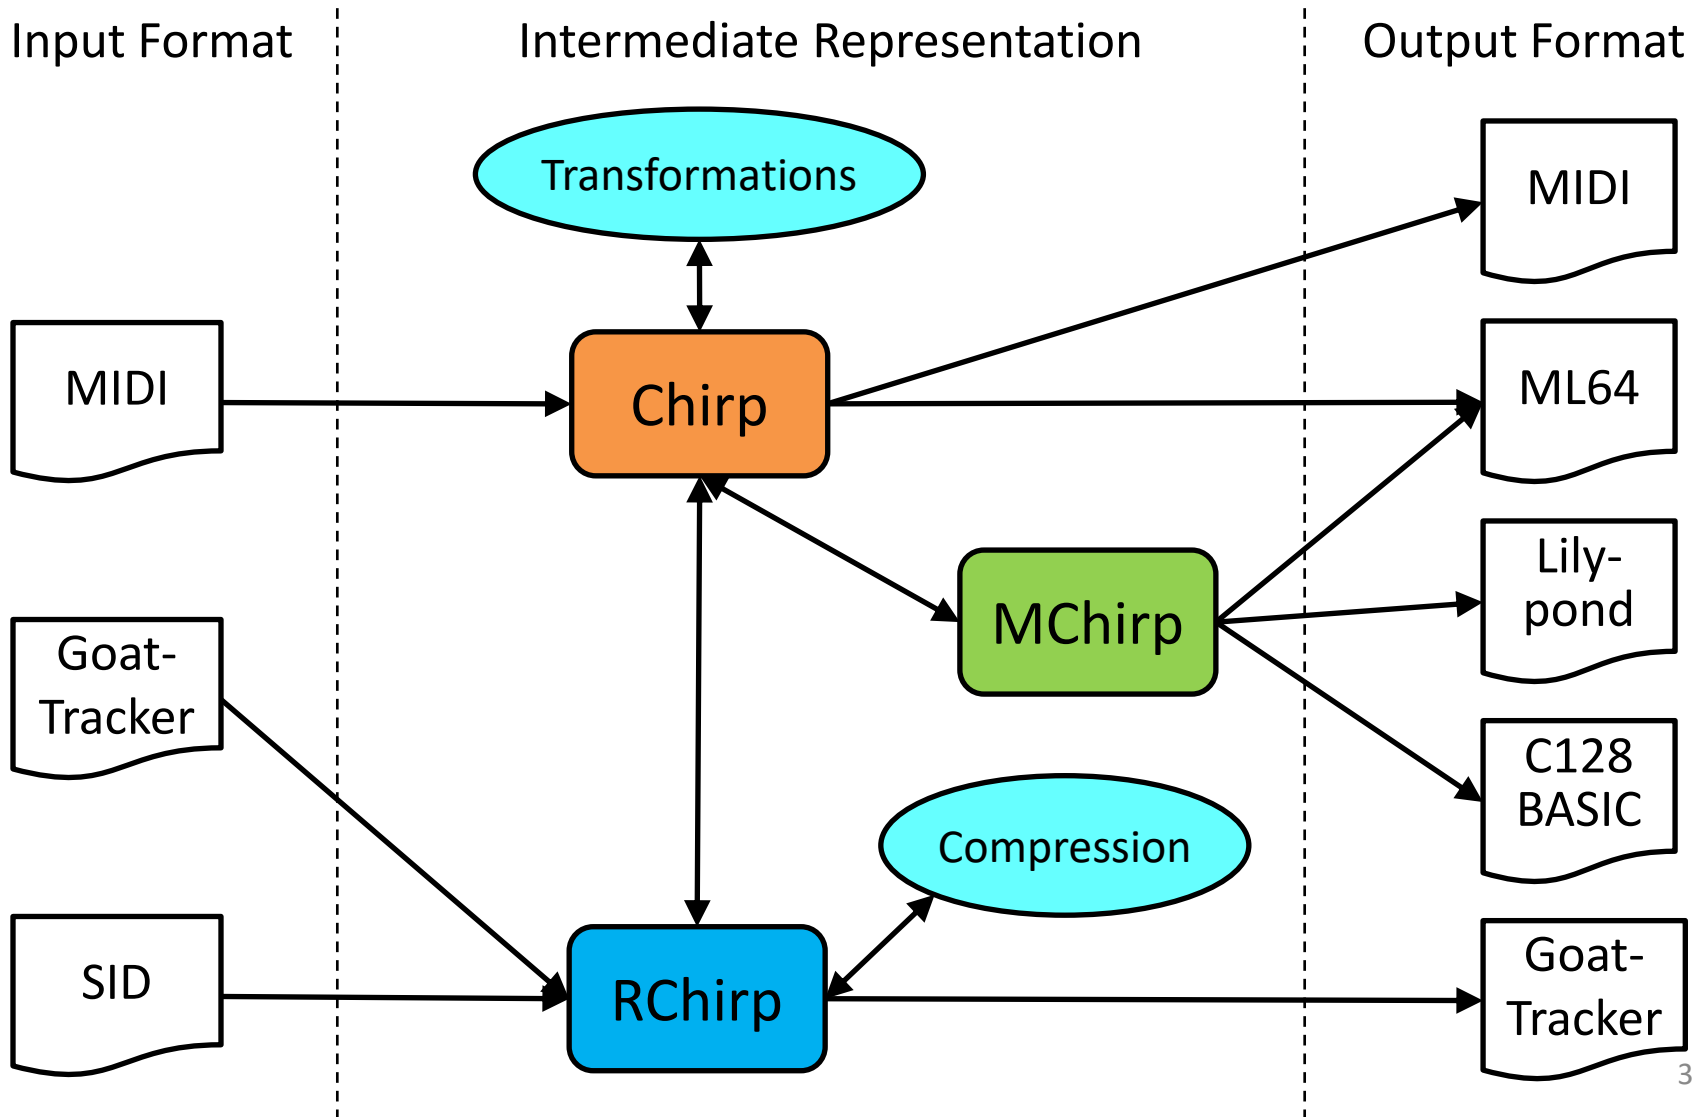 Input Format
Intermediate Representation
Output Format
Transformations
MIDI
MIDI
Chirp
ML64
Lily-
pond
MChirp
Goat-
Tracker
C128
BASIC
Compression
SID
RChirp
Goat-
Tracker
3